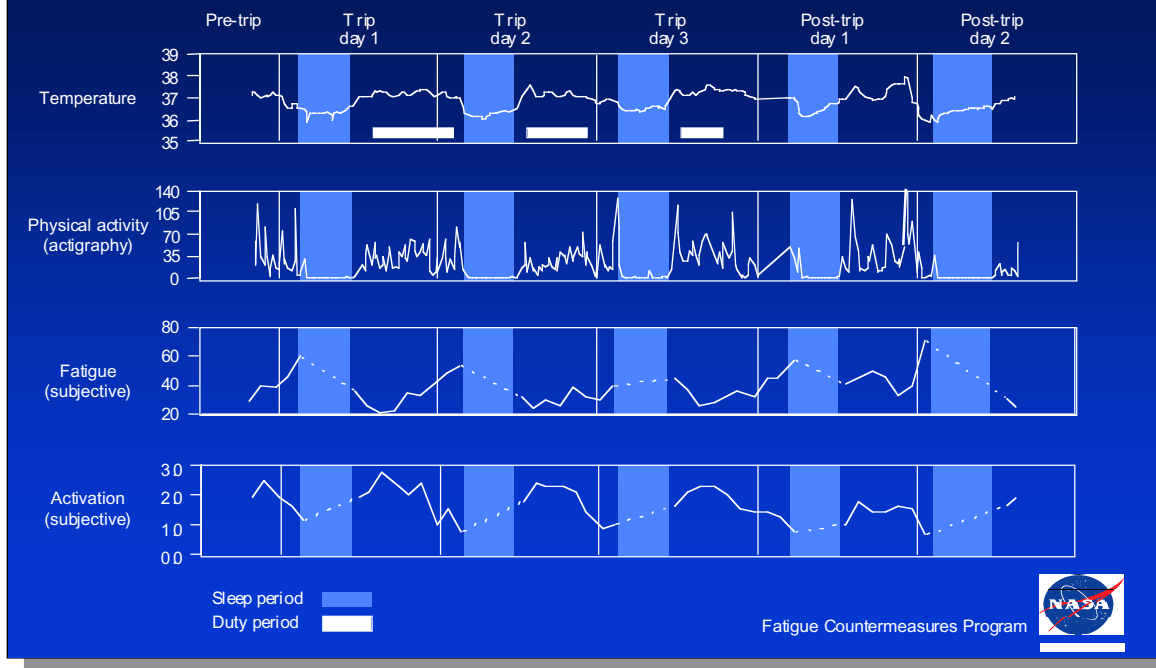 Pre-trip Trip Trip Trip Post-trip Post-trip
day 1 day 2 day 3 day 1 day 2
39
38
Temperature 37
36
35
140
Physical activity 105
(actigraphy) 70
35
0
80
Fatigue 60
(subjective) 40
20
3.0
Activation 2.0
(subjective) 1.0
0.0
Sleep period
Duty period
Fatigue Countermeasures Program
NASA